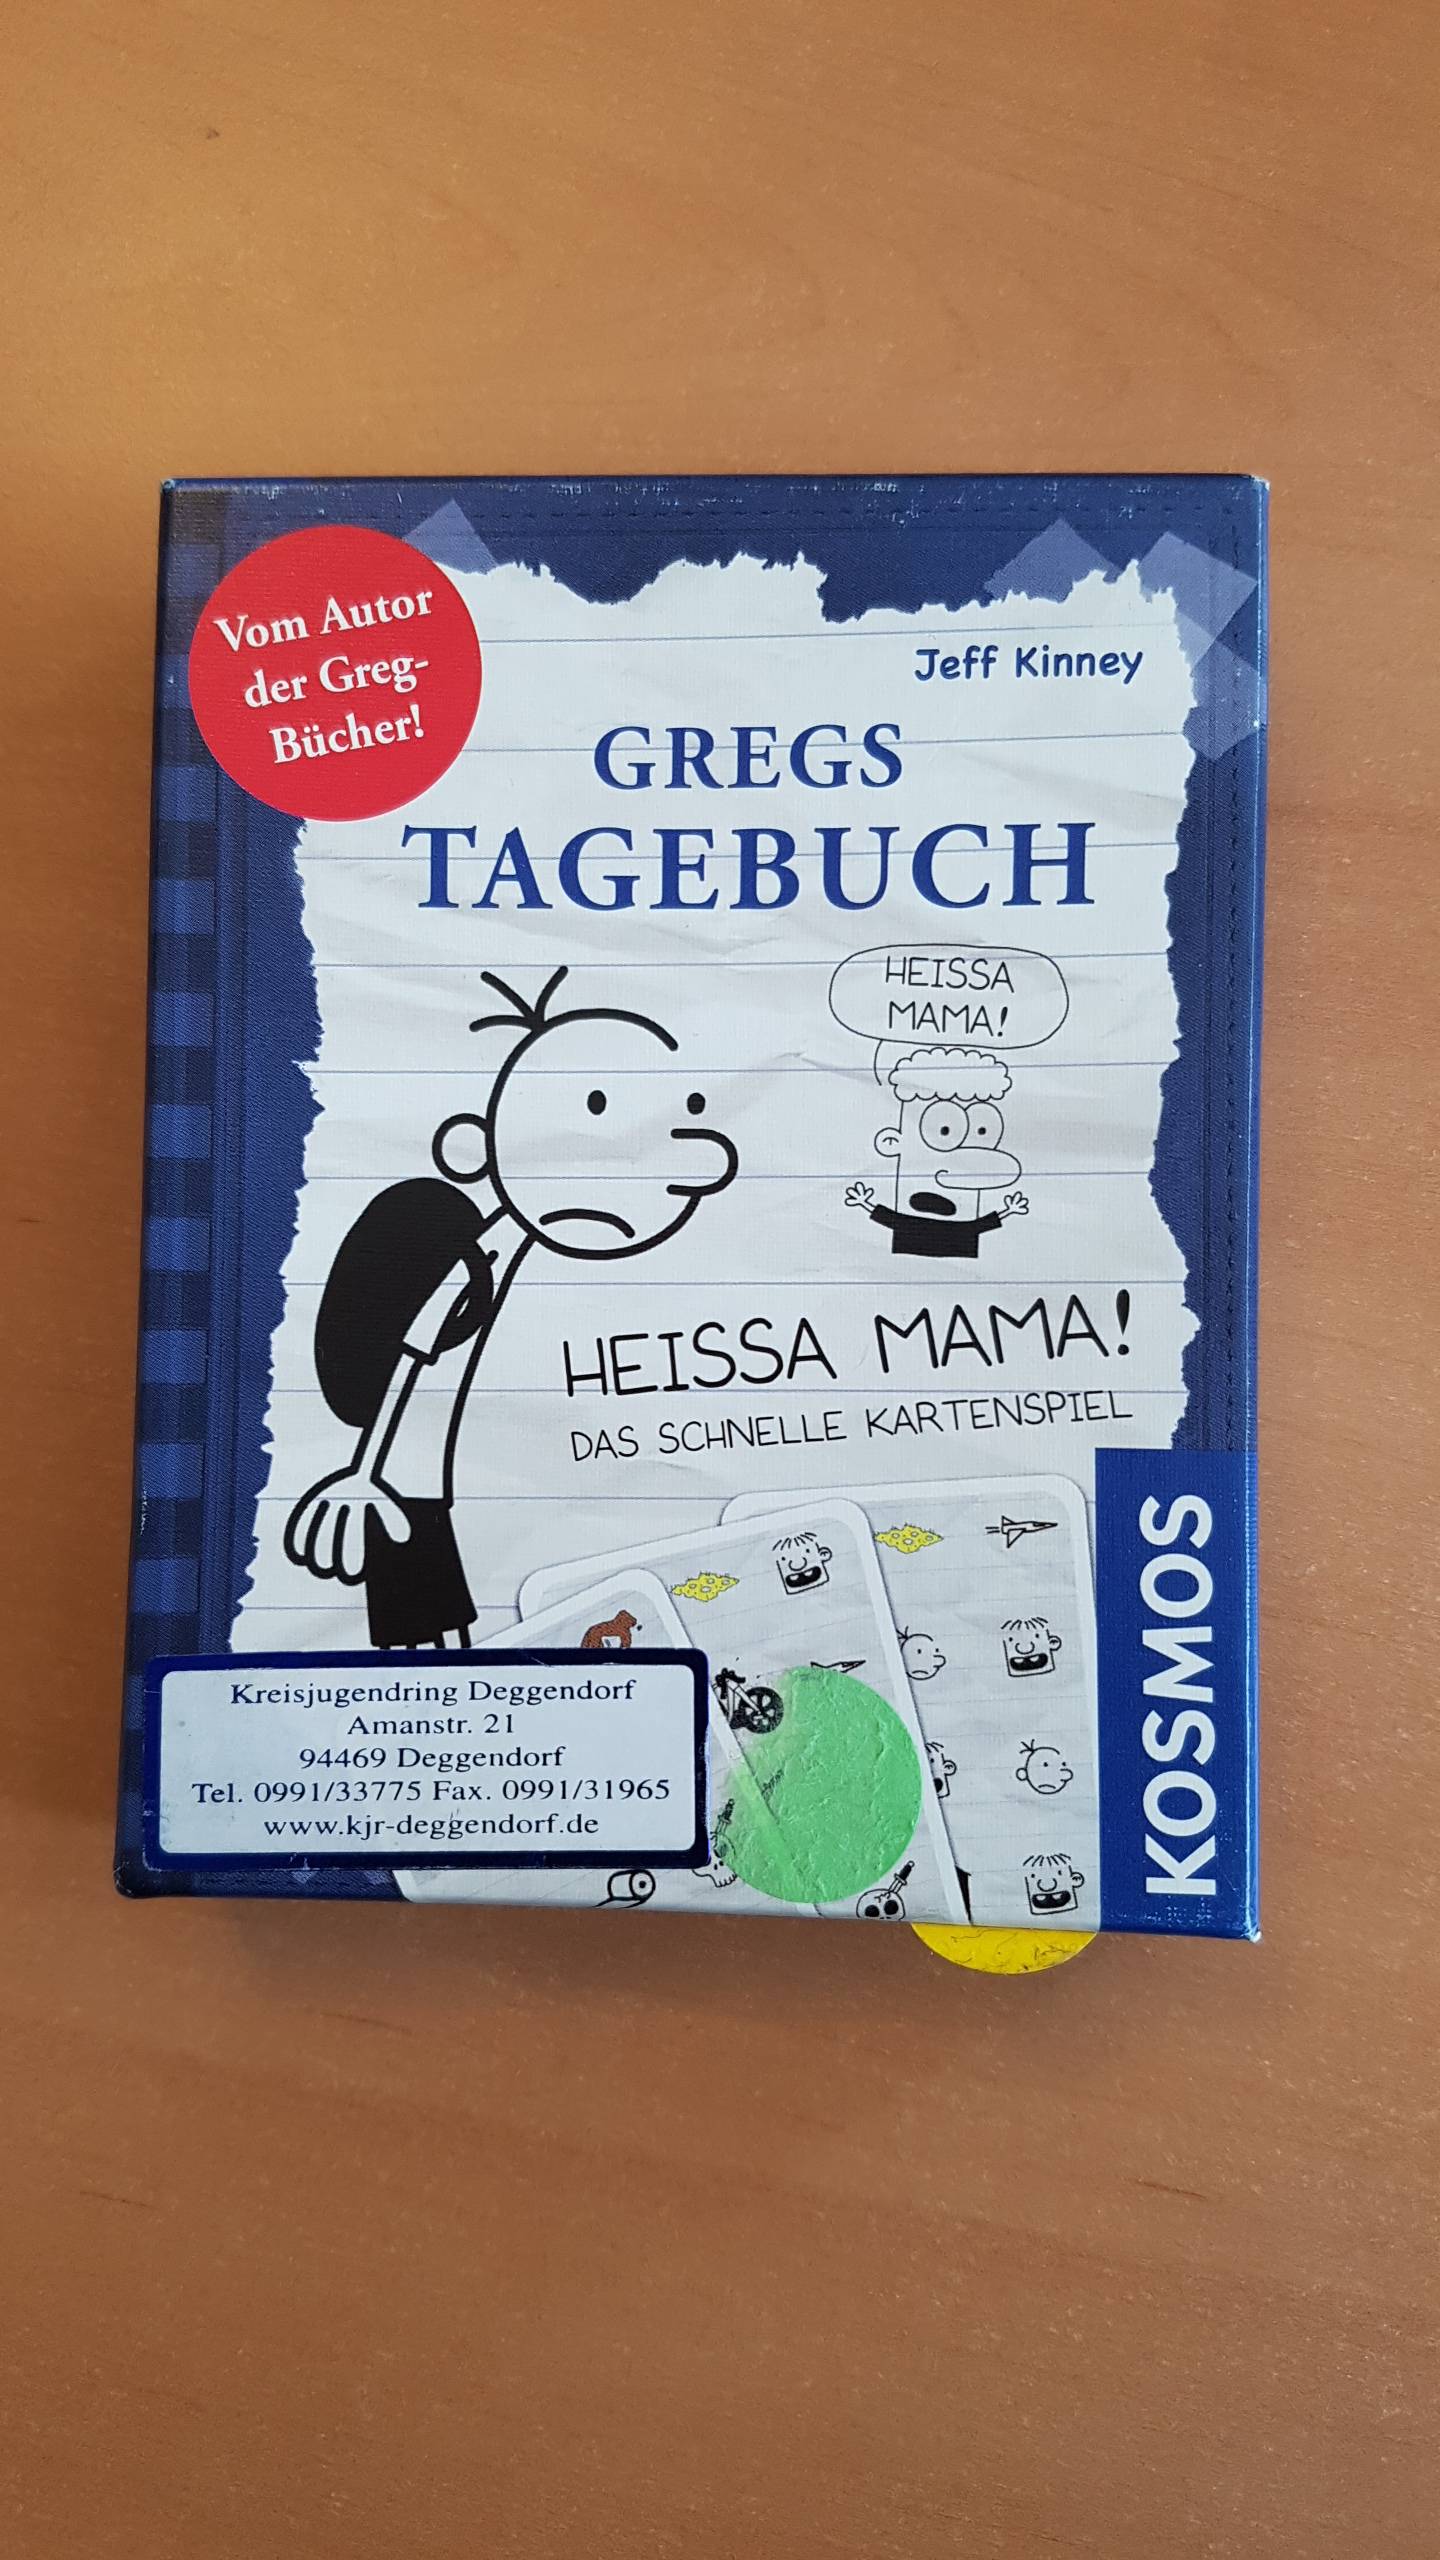 Vom Autor
der Greg-
Bücher!
Jeff Kinney
GREGS
TAGEBUCH
HEISSA
MAMA!
HEISSA MAMA!
DAS SCHNELLE KARTENSPIEL
KOSMOS
Kreisjugendring Deggendorf
Amanstr. 21
94469 Deggendorf
Tel. 0991/33775 Fax. 0991/31965
www.kjr-deggendorf.de